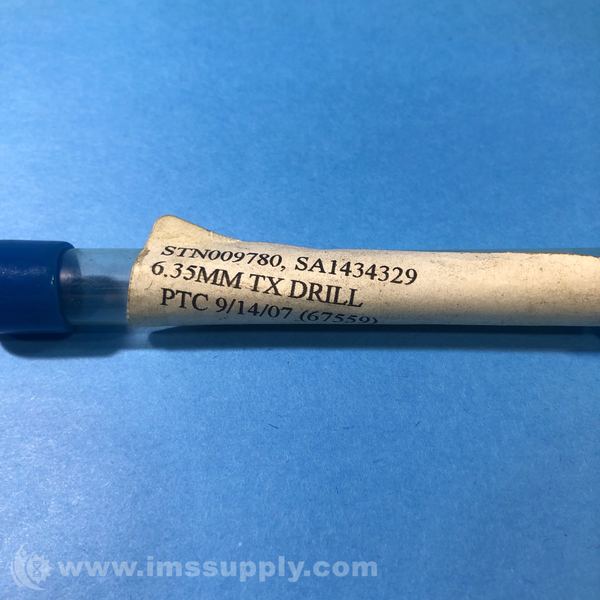 STN009780, SA1434329
6.35MM TX DRILL
PTC 9/14/07 (67559)
www.imssupply.com